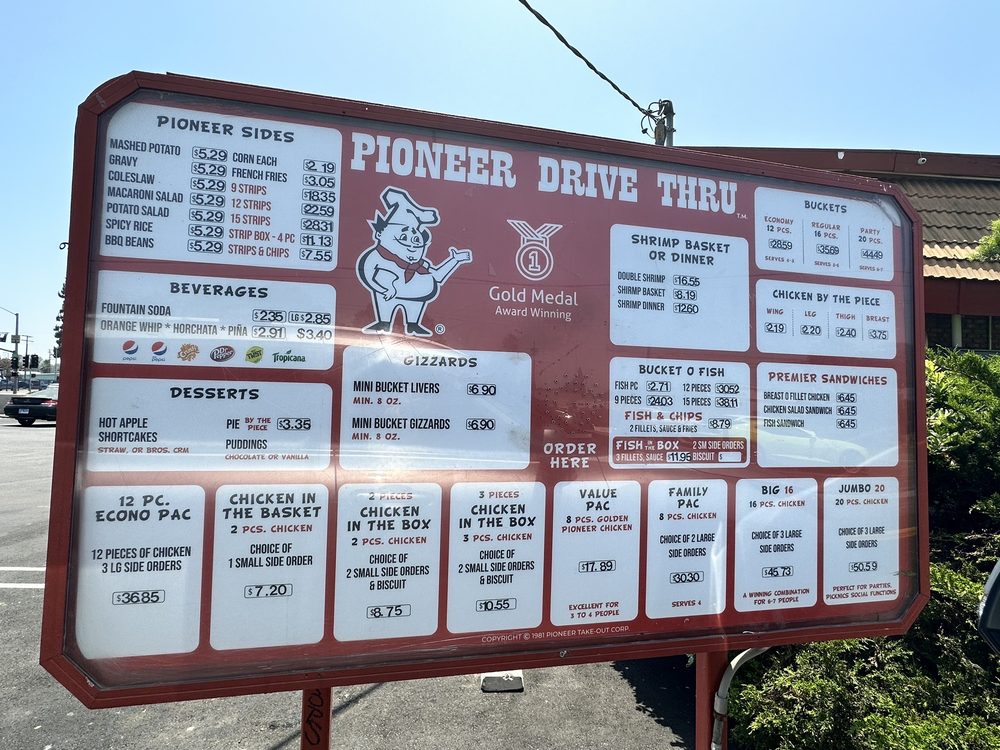 PIONEER DRIVE THRU T.M.
PIONEER SIDES
MASHED POTATO $5.29
GRAVY $5.29
COLESLAW $5.29
MACARONI SALAD $5.29
POTATO SALAD $5.29
SPICY RICE $5.29
BBQ BEANS $5.29
CORN EACH $2.19
FRENCH FRIES $3.05
9 STRIPS $18.35
12 STRIPS $22.59
15 STRIPS $28.31
STRIP BOX - 4 PC $11.13
STRIPS & CHIPS $7.55
BEVERAGES
FOUNTAIN SODA $2.35 LG $2.85
ORANGE WHIP * HORCHATA * PIÑA $2.91 $3.40
pepsi pepsi Dr Pepper Tropicana
DESSERTS
HOT APPLE
SHORTCAKES
STRAW, OR BROS. CRM
PIE BY THE PIECE $3.35
PUDDINGS
CHOCOLATE OR VANILLA
®
1
Gold Medal
Award Winning
GIZZARDS
MINI BUCKET LIVERS $6.90
MIN. 8 OZ.
MINI BUCKET GIZZARDS $6.90
MIN. 8 OZ.
ORDER
HERE
SHRIMP BASKET
OR DINNER
DOUBLE SHRIMP $16.55
SHRIMP BASKET $8.19
SHRIMP DINNER $12.60
BUCKET O FISH
FISH PC $2.71 12 PIECES $30.52
9 PIECES $24.03 15 PIECES $38.11
FISH & CHIPS
2 FILLETS, SAUCE & FRIES $8.79
FISH IN THE BOX 2 SM SIDE ORDERS
3 FILLETS, SAUCE $11.95 BISCUIT $
BUCKETS
ECONOMY REGULAR PARTY
12 PCS. 16 PCS. 20 PCS.
$28.59 $35.69 $44.49
CHICKEN BY THE PIECE
WING LEG THIGH BREAST
$2.19 $2.20 $2.40 $3.75
PREMIER SANDWICHES
BREAST O FILLET CHICKEN $6.45
CHICKEN SALAD SANDWICH $6.45
FISH SANDWICH $6.45
12 PC.
ECONO PAC
12 PIECES OF CHICKEN
3 LG SIDE ORDERS
$36.85
CHICKEN IN
THE BASKET
2 PCS. CHICKEN
CHOICE OF
1 SMALL SIDE ORDER
$7.20
2 PIECES
CHICKEN
IN THE BOX
2 PCS. CHICKEN
CHOICE OF
2 SMALL SIDE ORDERS
& BISCUIT
$8.75
3 PIECES
CHICKEN
IN THE BOX
3 PCS. CHICKEN
CHOICE OF
2 SMALL SIDE ORDERS
& BISCUIT
$10.55
VALUE
PAC
8 PCS. GOLDEN
PIONEER CHICKEN
$17.89
EXCELLENT FOR
3 TO 4 PEOPLE
FAMILY
PAC
8 PCS. CHICKEN
CHOICE OF 2 LARGE
SIDE ORDERS
$30.30
SERVES 4
BIG 16
16 PCS. CHICKEN
CHOICE OF 3 LARGE
SIDE ORDERS
$45.73
A WINNING COMBINATION
FOR 6-7 PEOPLE
JUMBO 20
20 PCS. CHICKEN
CHOICE OF 3 LARGE
SIDE ORDERS
$50.59
PERFECT FOR PARTIES,
PICKNICS SOCIAL FUNCTIONS
COPYRIGHT © 1981 PIONEER TAKE-OUT CORP.